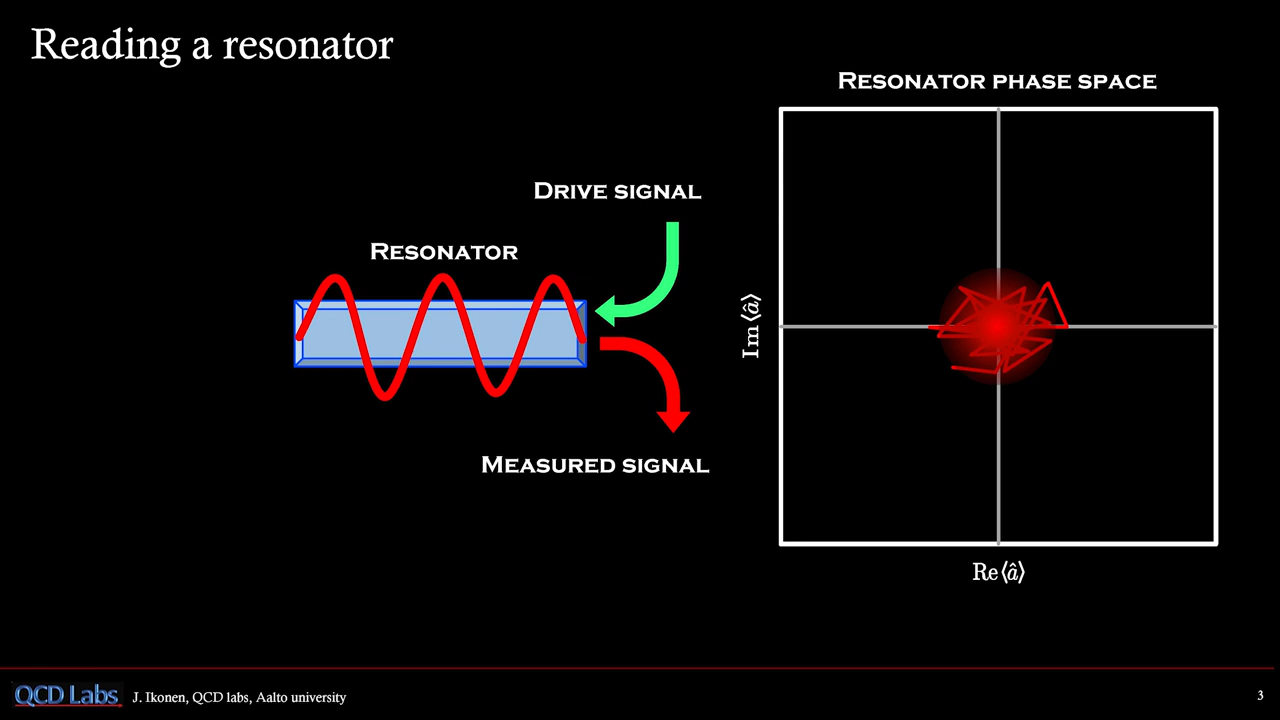 Reading a resonator
RESONATOR PHASE SPACE
DRIVE SIGNAL
RESONATOR
Im⟨â⟩
MEASURED SIGNAL
Re⟨â⟩
QCD Labs
J. Ikonen, QCD labs, Aalto university
3